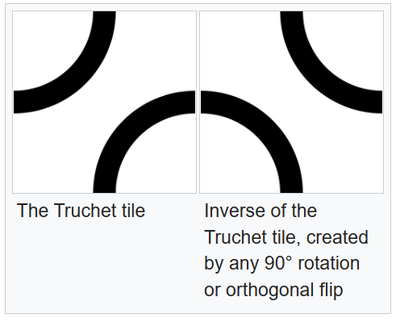 The Truchet tile
Inverse of the
Truchet tile, created
by any 90° rotation
or orthogonal flip